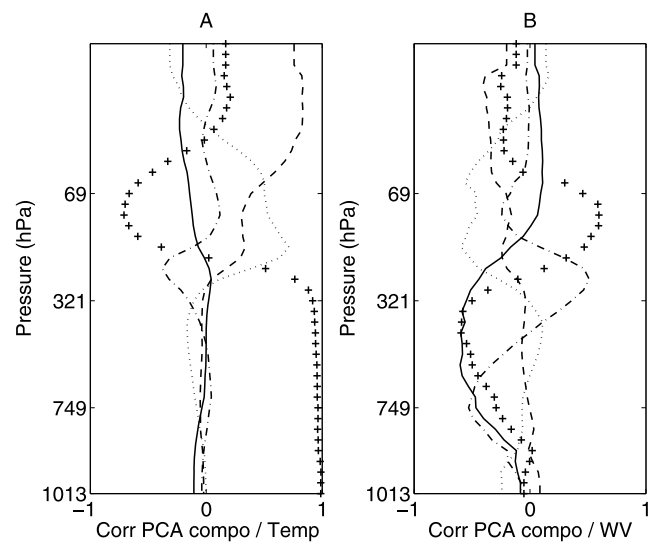 A
B
Pressure (hPa)
69
321
749
1013
−1
0
1
Corr PCA compo / Temp
Pressure (hPa)
69
321
749
1013
−1
0
1
Corr PCA compo / WV